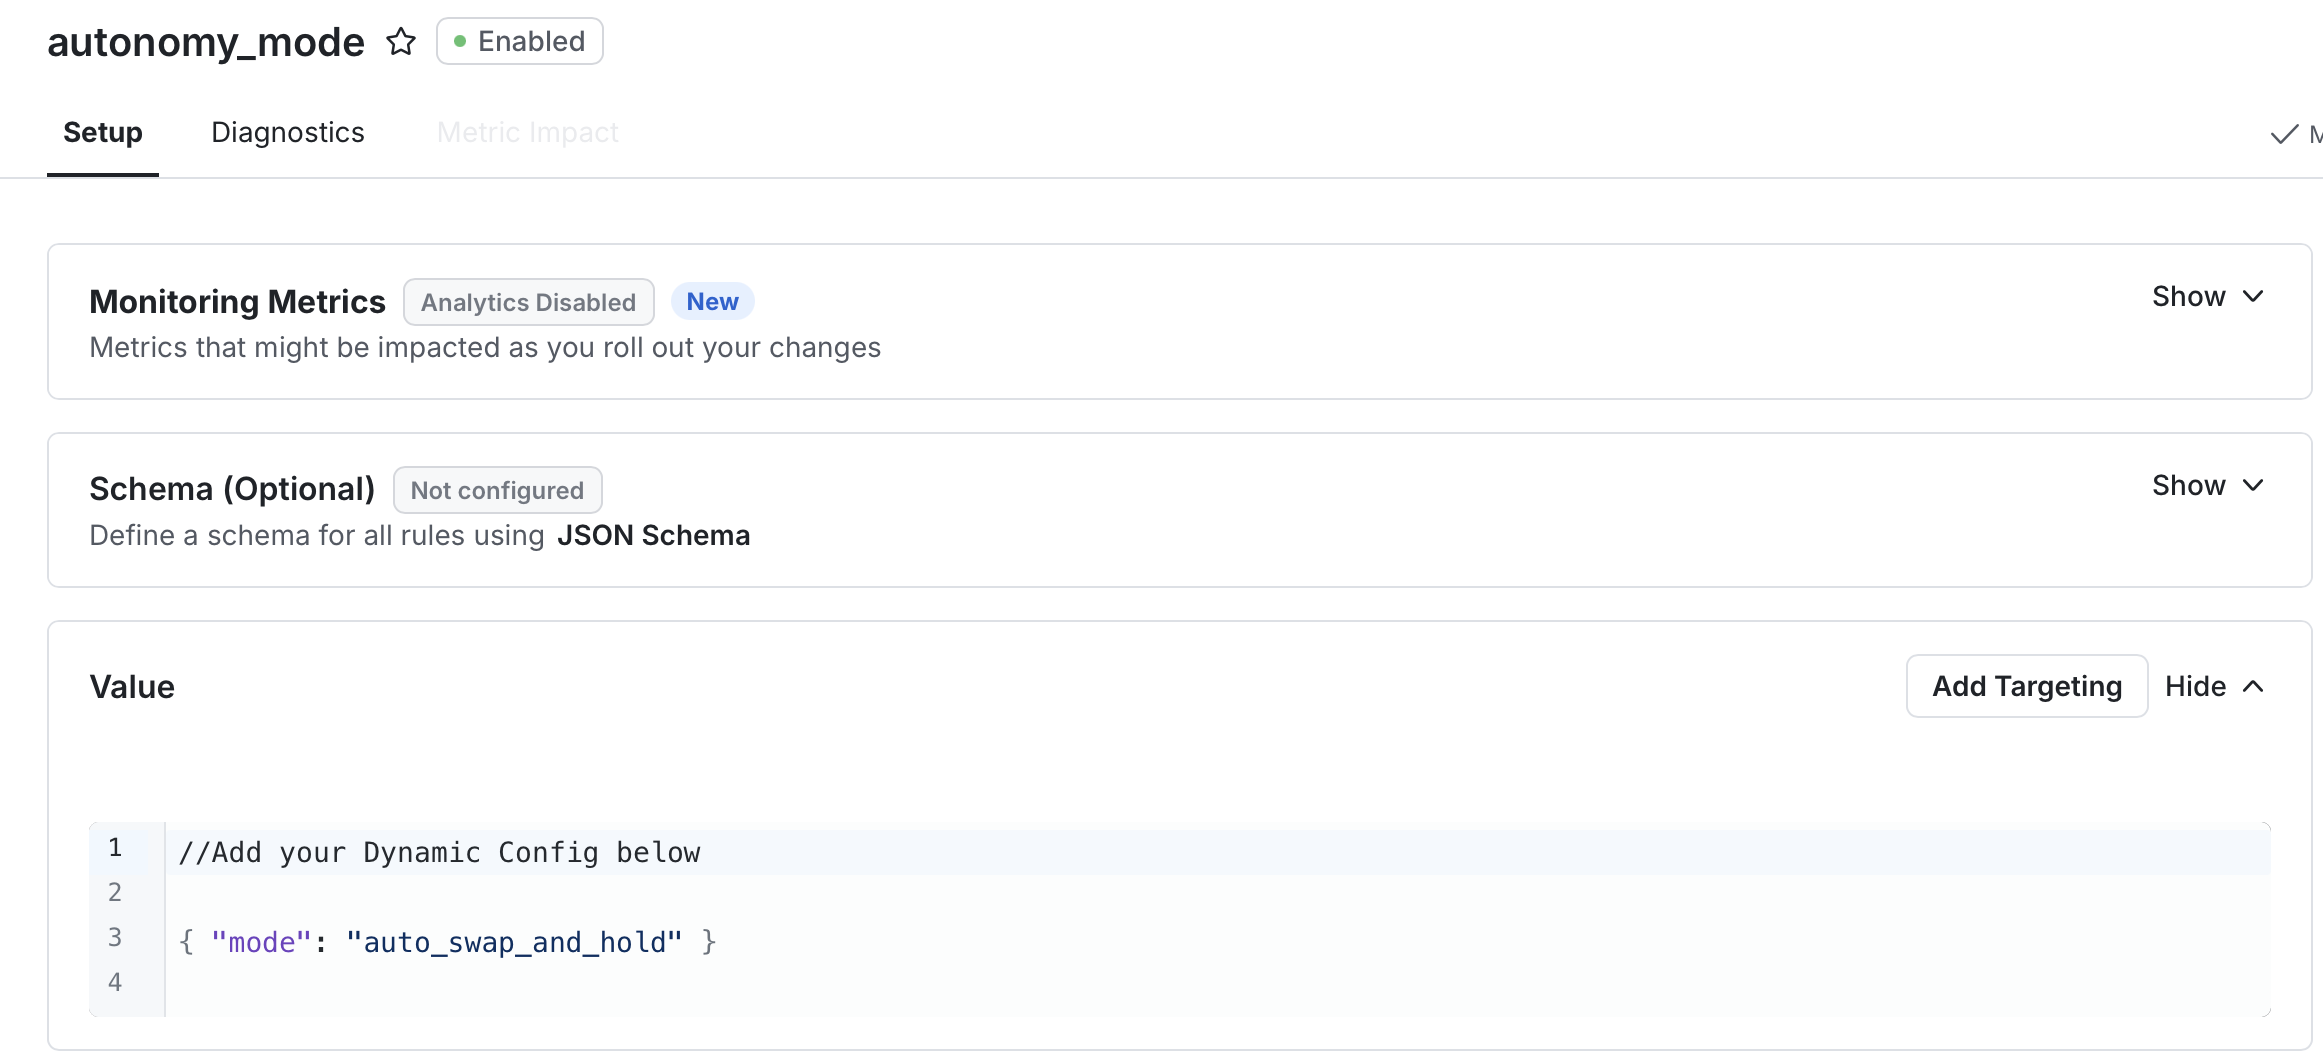 autonomy_mode Enabled
Setup Diagnostics Metric Impact
Monitoring Metrics Analytics Disabled New Show
Metrics that might be impacted as you roll out your changes
Schema (Optional) Not configured Show
Define a schema for all rules using JSON Schema
Value Add Targeting Hide
1 //Add your Dynamic Config below
2
3 { "mode": "auto_swap_and_hold" }
4